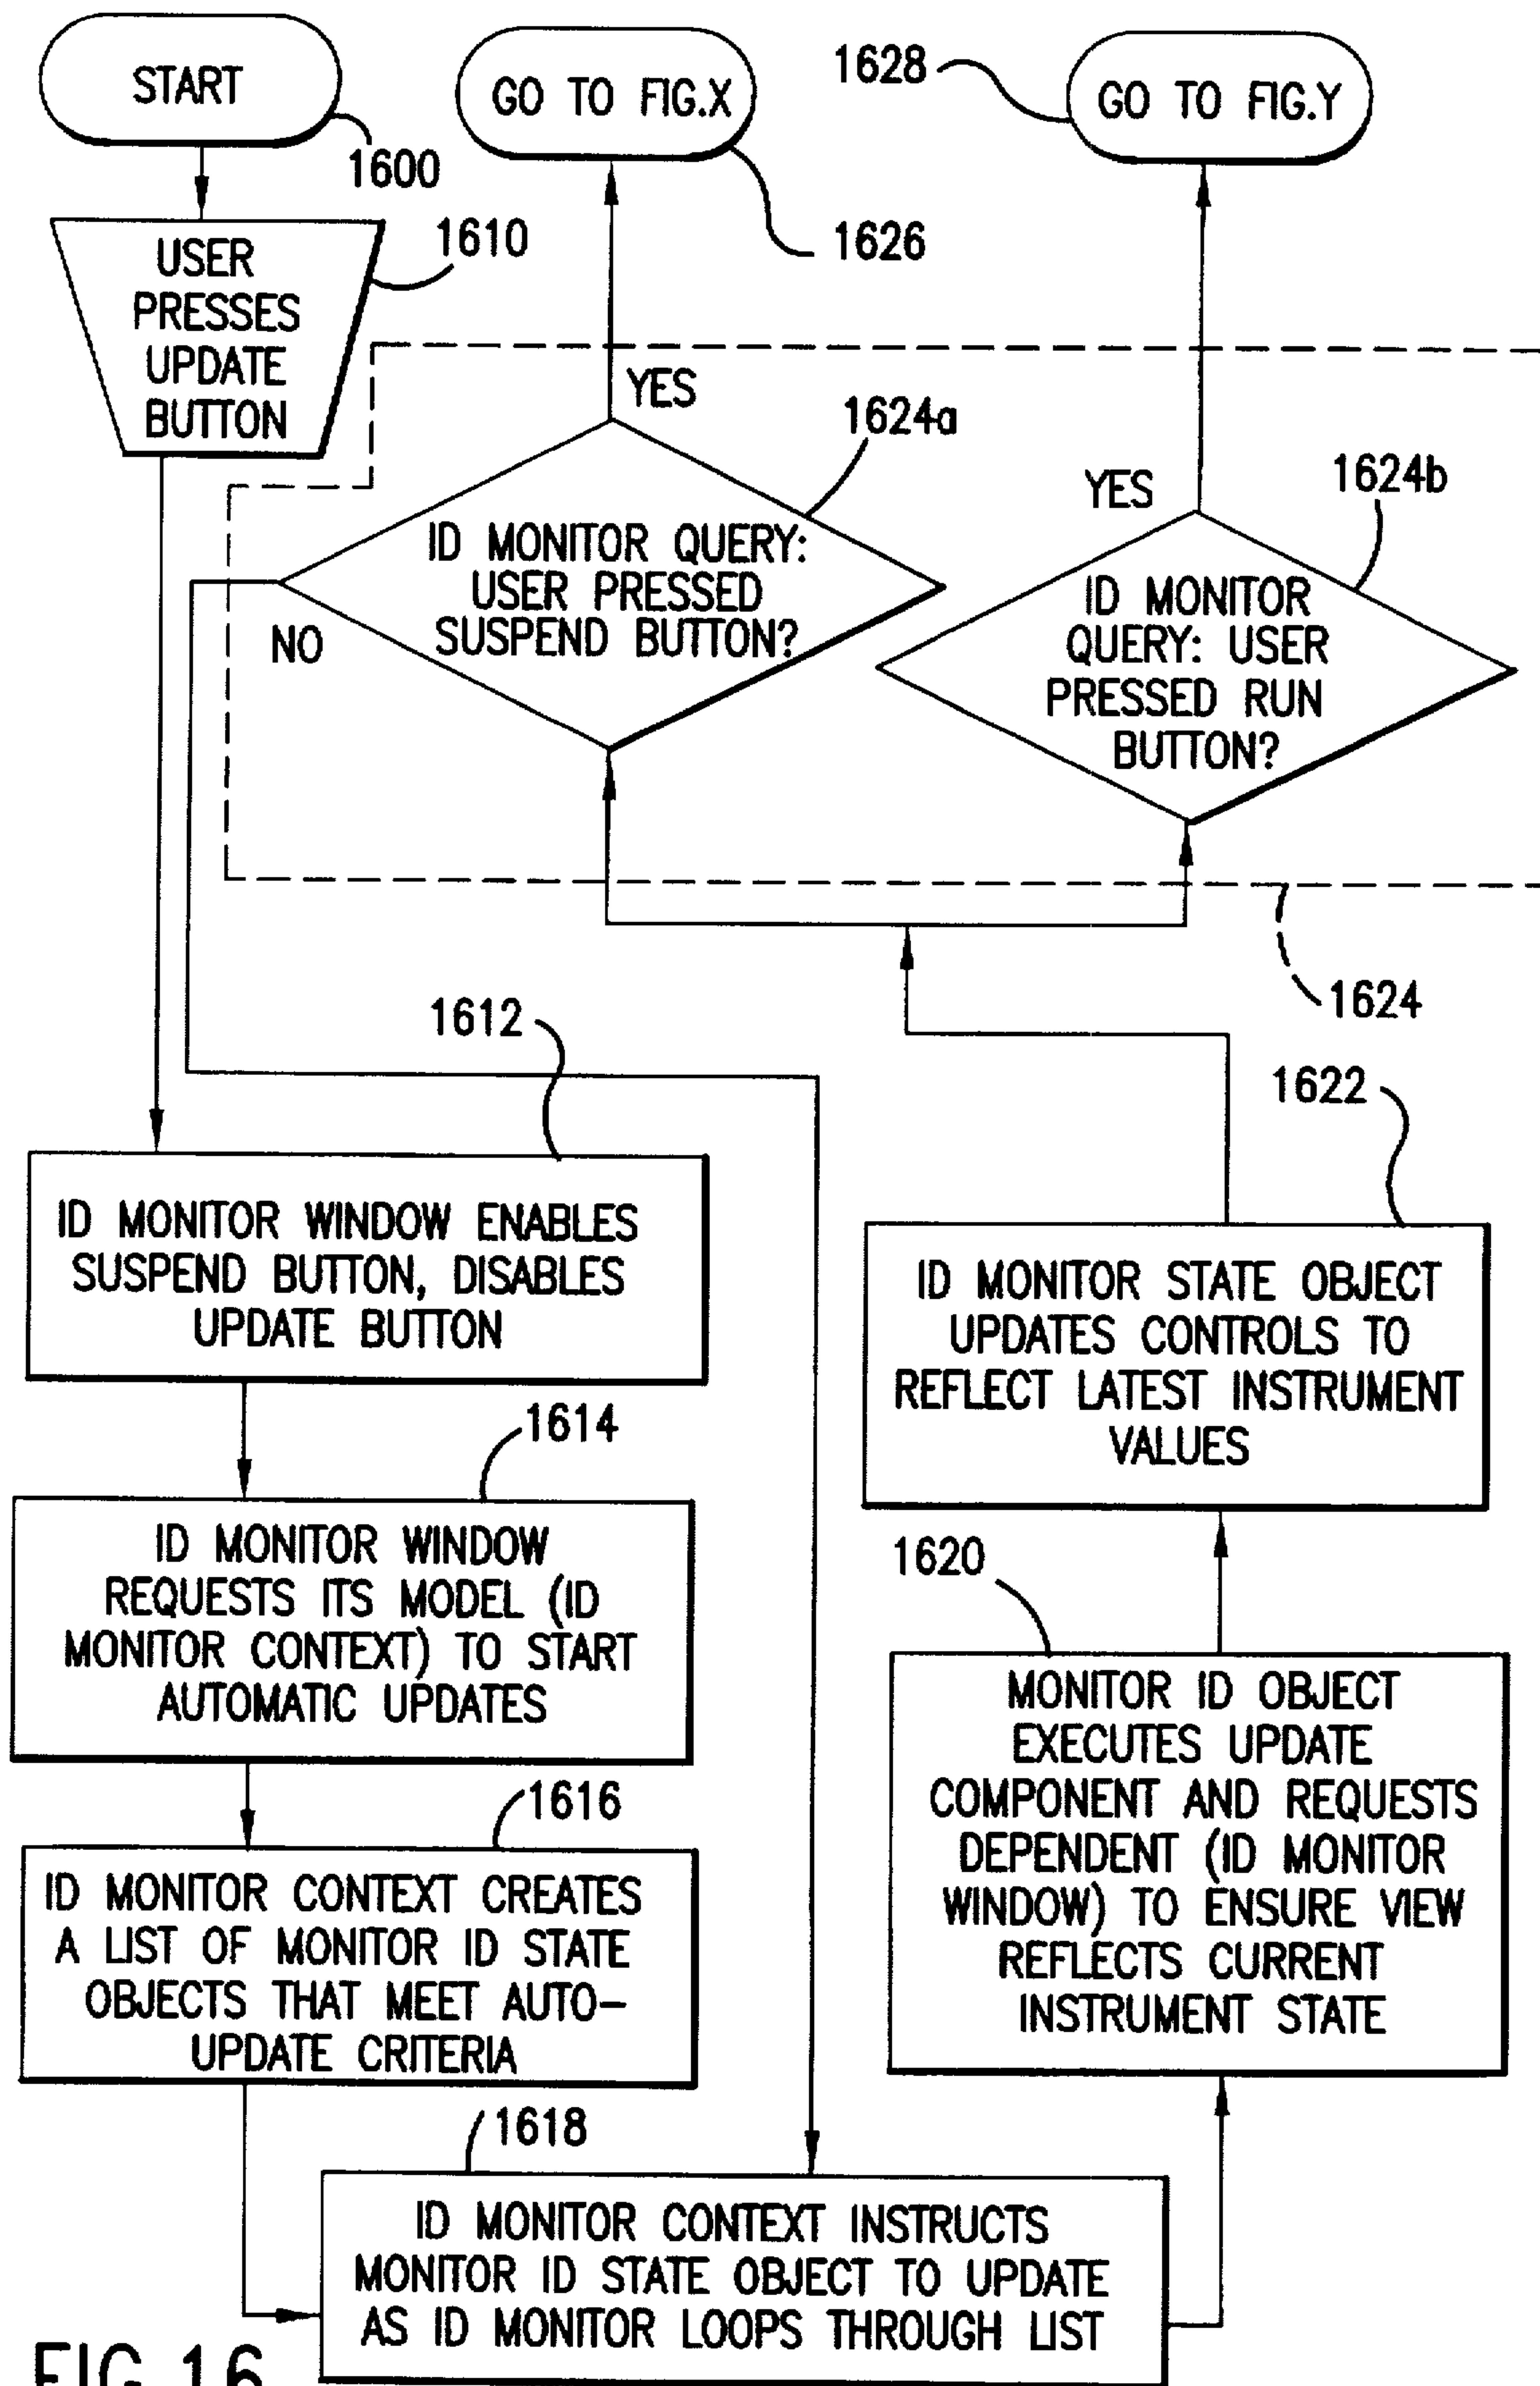 START
1600
GO TO FIG.X
1626
1628
GO TO FIG.Y
USER
PRESSES
UPDATE
BUTTON
1610
YES
1624a
ID MONITOR QUERY:
USER PRESSED
SUSPEND BUTTON?
NO
YES
1624b
ID MONITOR
QUERY: USER
PRESSED RUN
BUTTON?
1624
1612
ID MONITOR WINDOW ENABLES
SUSPEND BUTTON, DISABLES
UPDATE BUTTON
1614
ID MONITOR WINDOW
REQUESTS ITS MODEL (ID
MONITOR CONTEXT) TO START
AUTOMATIC UPDATES
1616
ID MONITOR CONTEXT CREATES
A LIST OF MONITOR ID STATE
OBJECTS THAT MEET AUTO-
UPDATE CRITERIA
1618
ID MONITOR CONTEXT INSTRUCTS
MONITOR ID STATE OBJECT TO UPDATE
AS ID MONITOR LOOPS THROUGH LIST
1620
MONITOR ID OBJECT
EXECUTES UPDATE
COMPONENT AND REQUESTS
DEPENDENT (ID MONITOR
WINDOW) TO ENSURE VIEW
REFLECTS CURRENT
INSTRUMENT STATE
1622
ID MONITOR STATE OBJECT
UPDATES CONTROLS TO
REFLECT LATEST INSTRUMENT
VALUES
FIG.16